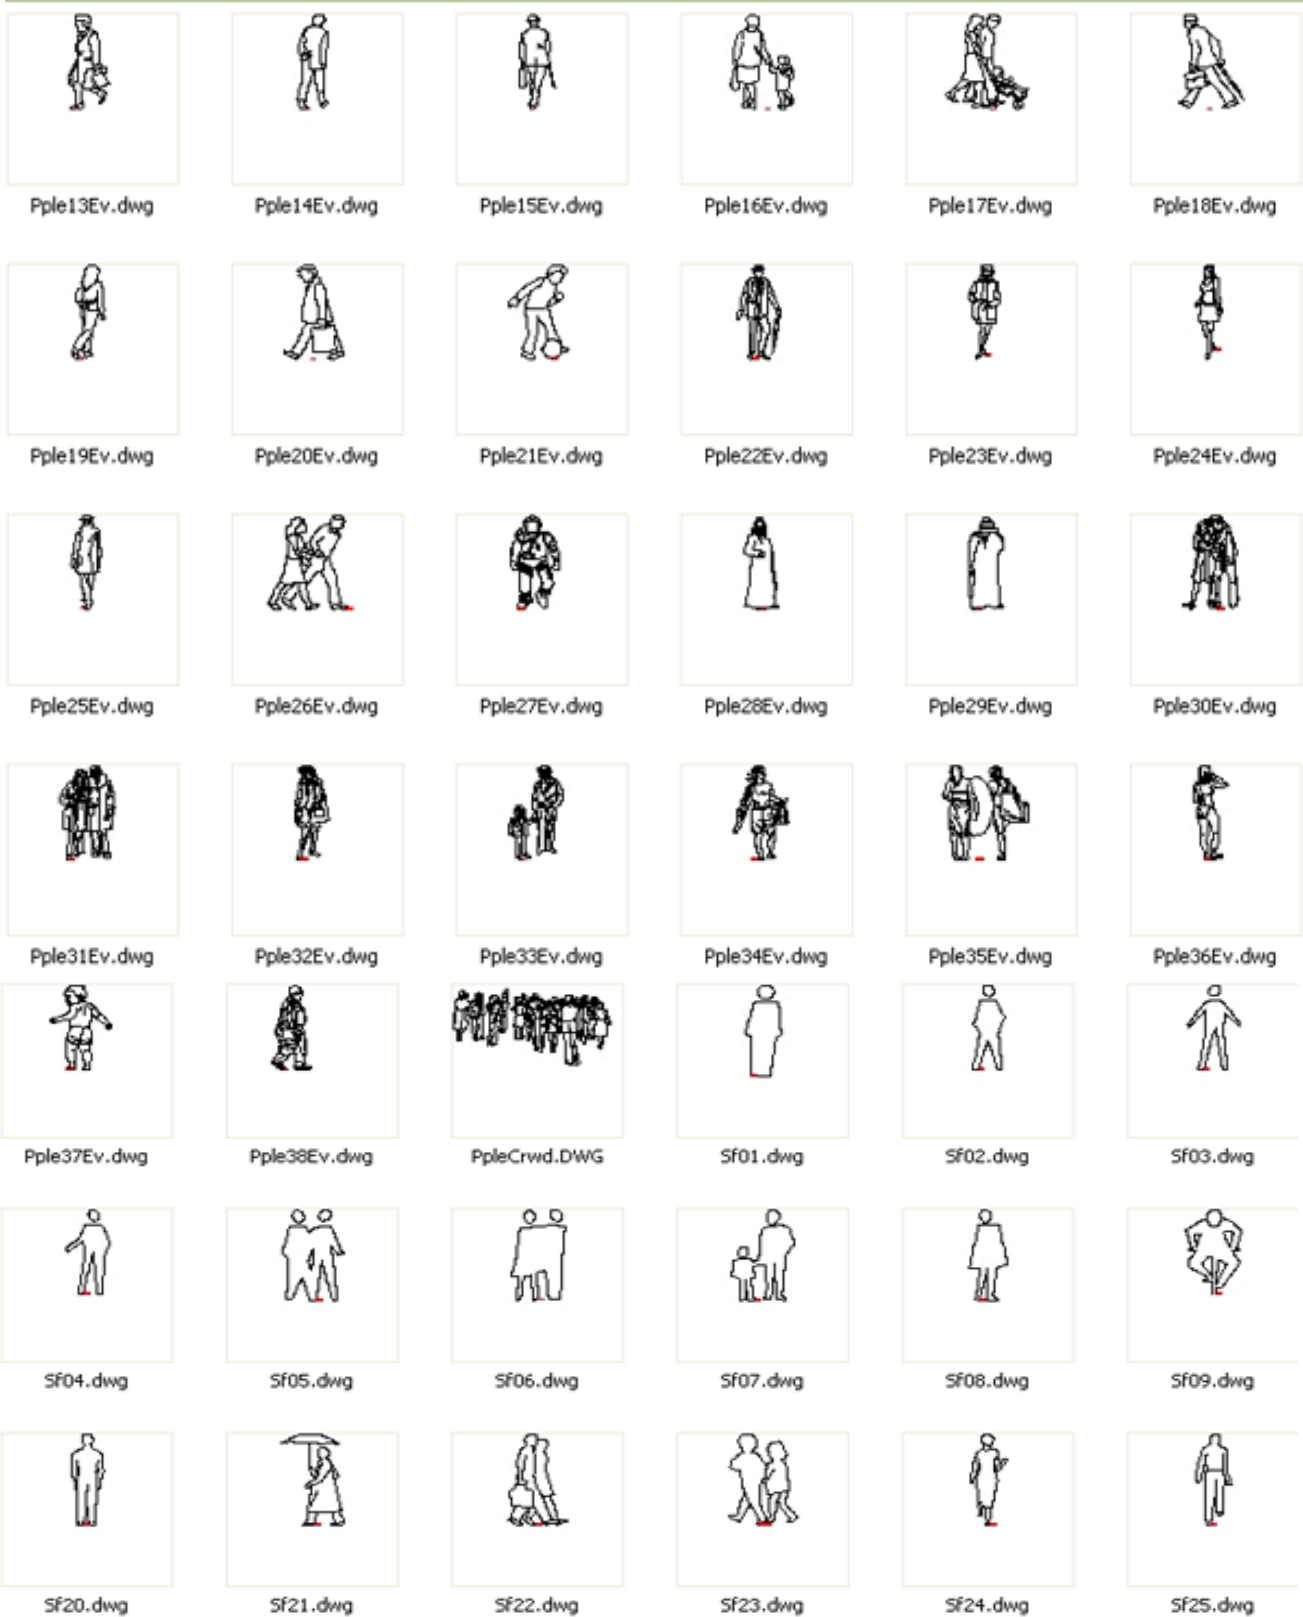 Pple13Ev.dwg Pple14Ev.dwg Pple15Ev.dwg Pple16Ev.dwg Pple17Ev.dwg Pple18Ev.dwg
Pple19Ev.dwg Pple20Ev.dwg Pple21Ev.dwg Pple22Ev.dwg Pple23Ev.dwg Pple24Ev.dwg
Pple25Ev.dwg Pple26Ev.dwg Pple27Ev.dwg Pple28Ev.dwg Pple29Ev.dwg Pple30Ev.dwg
Pple31Ev.dwg Pple32Ev.dwg Pple33Ev.dwg Pple34Ev.dwg Pple35Ev.dwg Pple36Ev.dwg
Pple37Ev.dwg Pple38Ev.dwg PpleCrwd.DWG Sf01.dwg Sf02.dwg Sf03.dwg
Sf04.dwg Sf05.dwg Sf06.dwg Sf07.dwg Sf08.dwg Sf09.dwg
Sf20.dwg Sf21.dwg Sf22.dwg Sf23.dwg Sf24.dwg Sf25.dwg